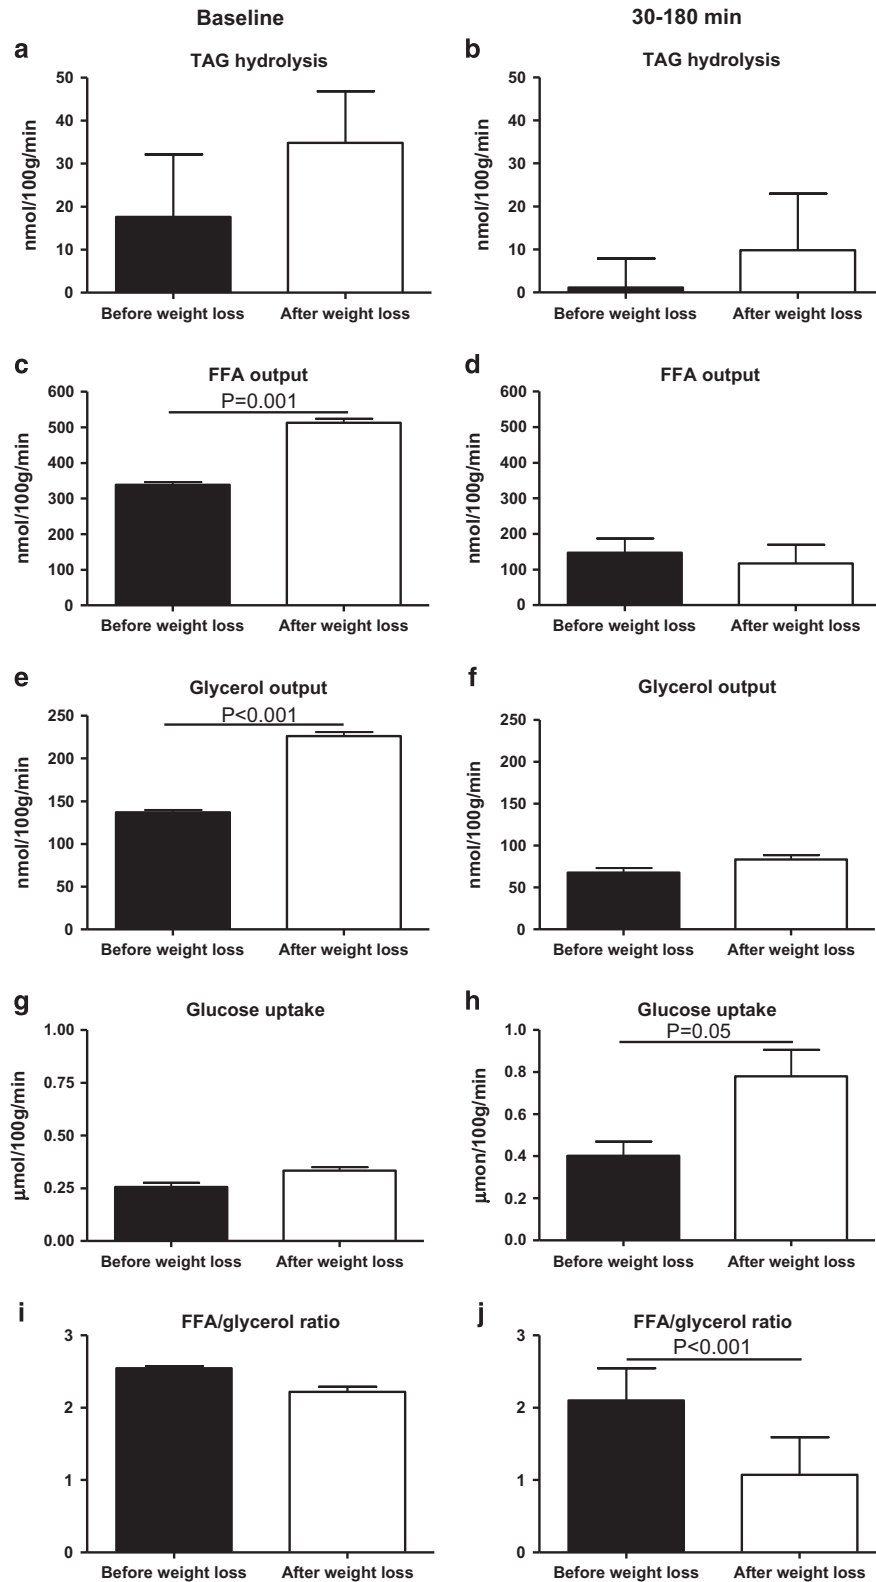 Baseline
30-180 min
a
TAG hydrolysis
nmol/100g/min
50
40
30
20
10
0
Before weight loss
After weight loss
b
TAG hydrolysis
nmol/100g/min
50
40
30
20
10
0
Before weight loss
After weight loss
c
FFA output
P=0.001
nmol/100g/min
600
500
400
300
200
100
0
Before weight loss
After weight loss
d
FFA output
nmol/100g/min
600
500
400
300
200
100
0
Before weight loss
After weight loss
e
Glycerol output
P<0.001
nmol/100g/min
250
200
150
100
50
0
Before weight loss
After weight loss
f
Glycerol output
nmol/100g/min
250
200
150
100
50
0
Before weight loss
After weight loss
g
Glucose uptake
μmol/100g/min
1.00
0.75
0.50
0.25
0.00
Before weight loss
After weight loss
h
Glucose uptake
P=0.05
μmon/100g/min
1.0
0.8
0.6
0.4
0.2
0.0
Before weight loss
After weight loss
i
FFA/glycerol ratio
3
2
1
0
Before weight loss
After weight loss
j
FFA/glycerol ratio
P<0.001
3
2
1
0
Before weight loss
After weight loss